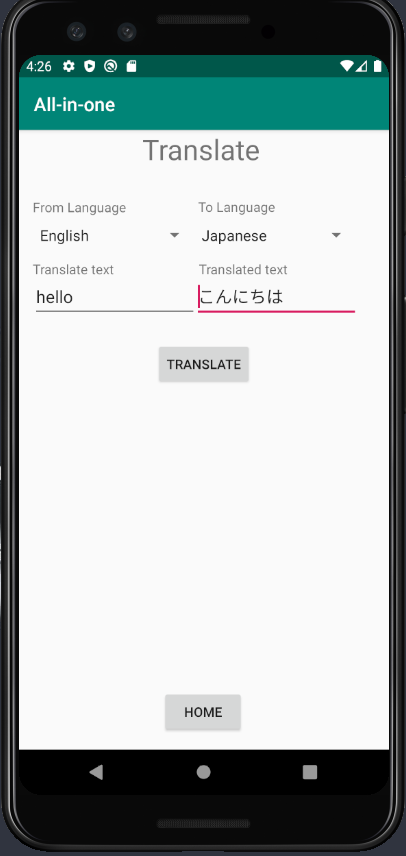 4:26
All-in-one
Translate
From Language To Language
English Japanese
Translate text Translated text
hello こんにちは
TRANSLATE
HOME